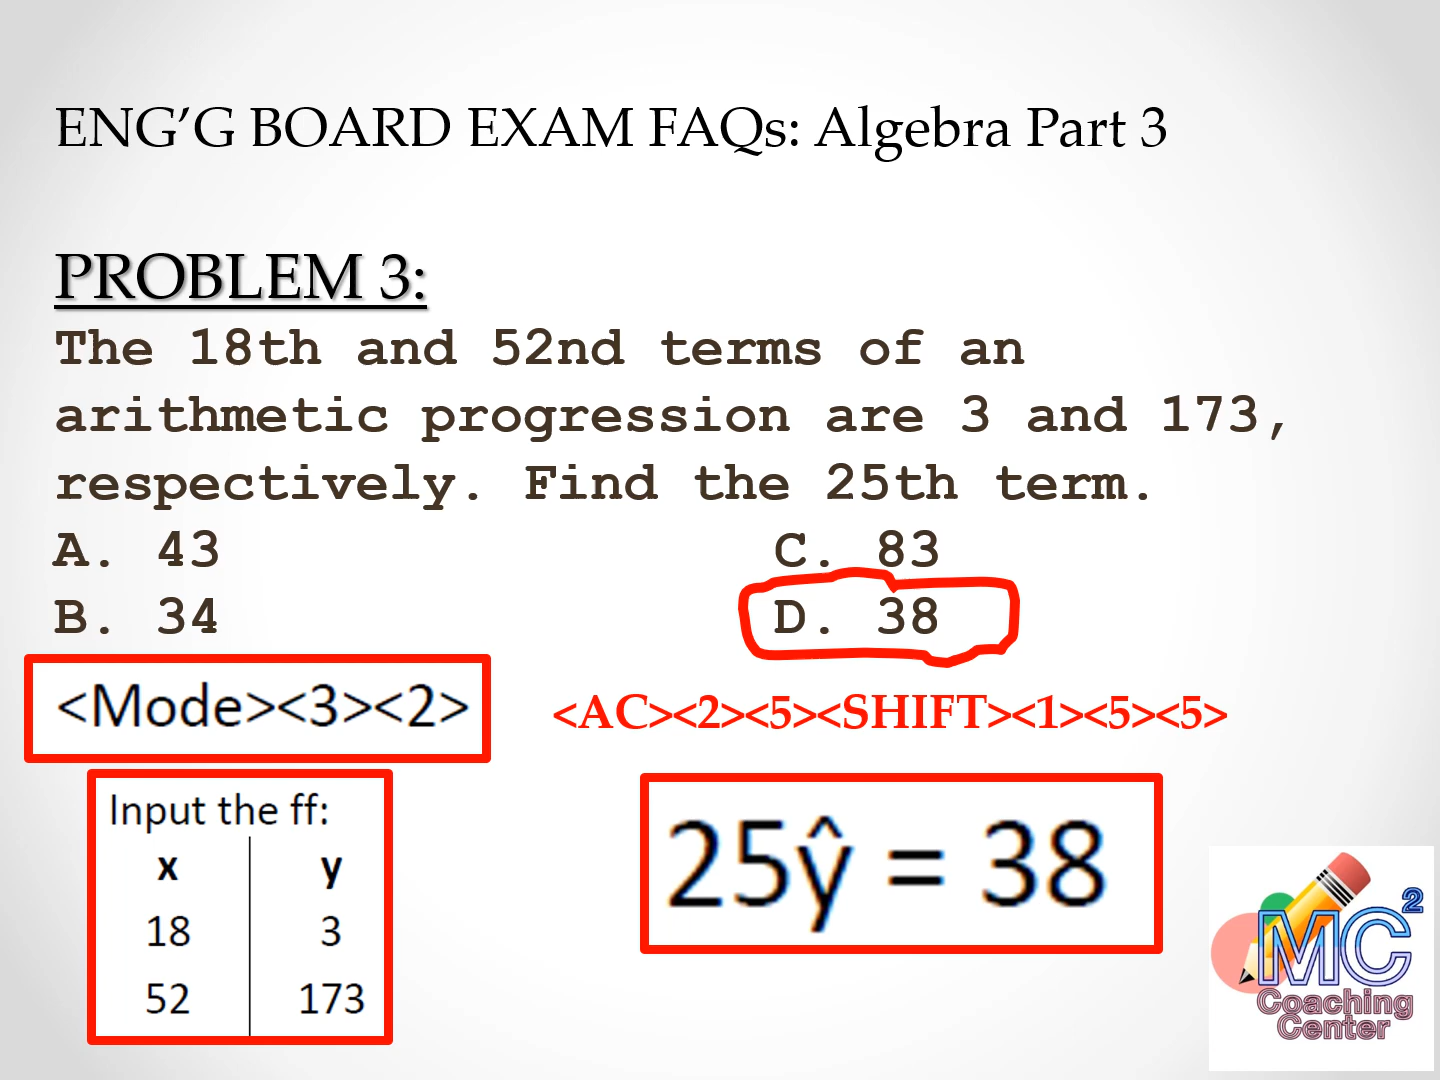 ENG’G BOARD EXAM FAQs: Algebra Part 3
PROBLEM 3:
The 18th and 52nd terms of an
arithmetic progression are 3 and 173,
respectively. Find the 25th term.
A. 43 C. 83
B. 34 D. 38
<Mode><3><2>
<AC><2><5><SHIFT><1><5><5>
Input the ff:
x y
18 3
52 173
25ŷ = 38
MC²
Coaching
Center